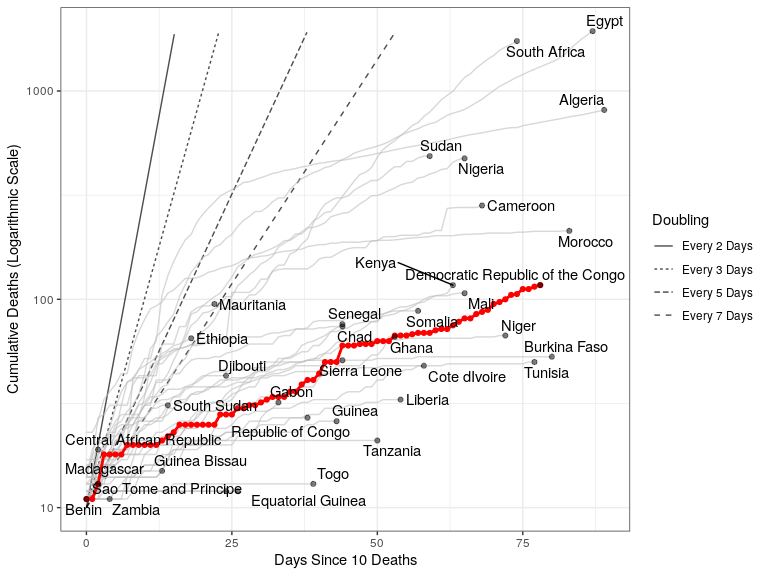 Egypt
South Africa
Algeria
Sudan
Nigeria
Cameroon
Morocco
Kenya
Democratic Republic of the Congo
Mauritania
Mali
Senegal
Somalia
Ethiopia
Chad
Niger
Ghana
Burkina Faso
Djibouti
Sierra Leone
Cote dIvoire
Tunisia
Gabon
South Sudan
Liberia
Guinea
Republic of Congo
Central African Republic
Tanzania
Guinea Bissau
Madagascar
Togo
Sao Tome and Principe
Equatorial Guinea
Benin
Zambia
1000
100
10
0
25
50
75
Days Since 10 Deaths
Cumulative Deaths (Logarithmic Scale)
Doubling
Every 2 Days
Every 3 Days
Every 5 Days
Every 7 Days